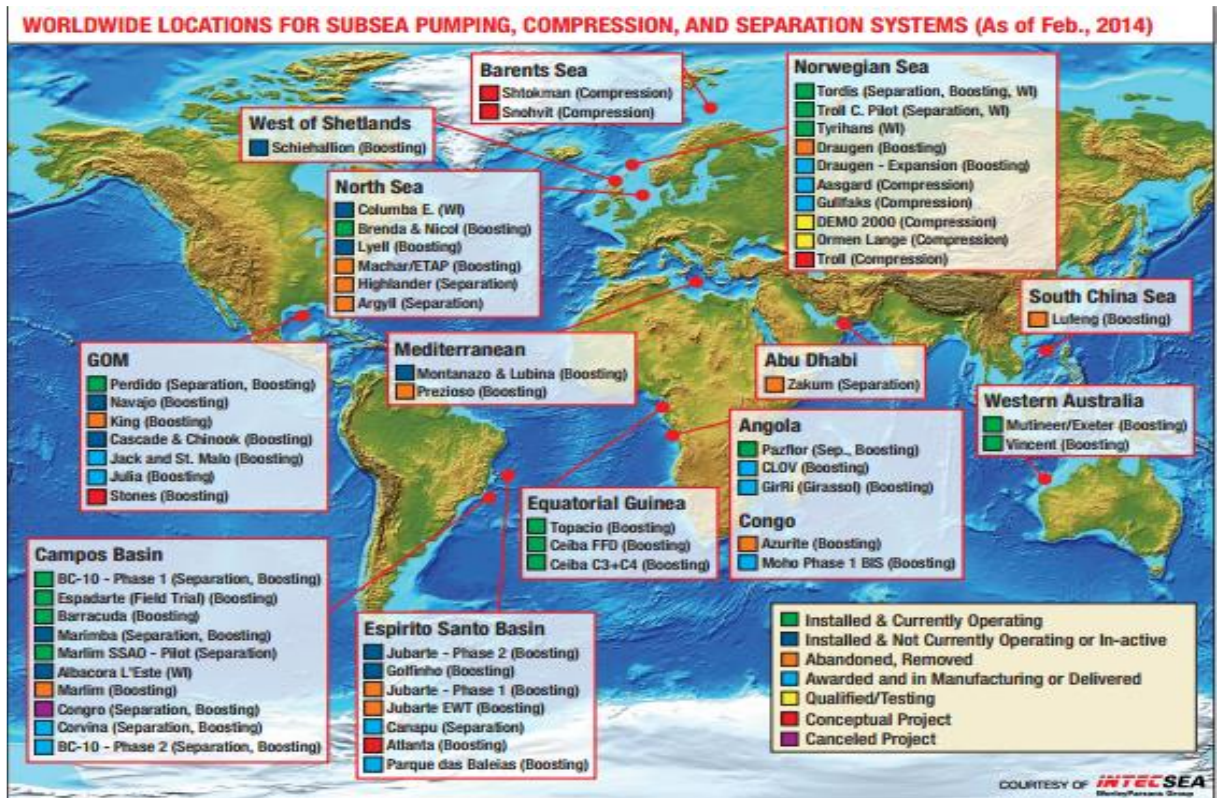 WORLDWIDE LOCATIONS FOR SUBSEA PUMPING, COMPRESSION, AND SEPARATION SYSTEMS (As of Feb., 2014)
Barents Sea
Shtokman (Compression)
Snohvit (Compression)
Norwegian Sea
Tordis (Separation, Boosting, WI)
Troll C. Pilot (Separation, WI)
Tyrihans (WI)
Draugen (Boosting)
Draugen - Expansion (Boosting)
Aasgard (Compression)
Gullfaks (Compression)
DEMO 2000 (Compression)
Ormen Lange (Compression)
Troll (Compression)
West of Shetlands
Schiehallion (Boosting)
North Sea
Columba E. (WI)
Brenda & Nicol (Boosting)
Lyell (Boosting)
Machar/ETAP (Boosting)
Highlander (Separation)
Argyll (Separation)
South China Sea
Lufeng (Boosting)
GOM
Perdido (Separation, Boosting)
Navajo (Boosting)
King (Boosting)
Cascade & Chinook (Boosting)
Jack and St. Malo (Boosting)
Julia (Boosting)
Stones (Boosting)
Mediterranean
Montanazo & Lubina (Boosting)
Prezioso (Boosting)
Abu Dhabi
Zakum (Separation)
Western Australia
Mutineer/Exeter (Boosting)
Vincent (Boosting)
Angola
Pazflor (Sep., Boosting)
CLOV (Boosting)
GirRi (Girassol) (Boosting)
Congo
Azurite (Boosting)
Moho Phase 1 BIS (Boosting)
Equatorial Guinea
Topacio (Boosting)
Ceiba FFD (Boosting)
Ceiba C3+C4 (Boosting)
Campos Basin
BC-10 - Phase 1 (Separation, Boosting)
Espadarte (Field Trial) (Boosting)
Barracuda (Boosting)
Marimba (Separation, Boosting)
Marlim SSAO - Pilot (Separation)
Albacora L'Este (WI)
Marlim (Boosting)
Congro (Separation, Boosting)
Corvina (Separation, Boosting)
BC-10 - Phase 2 (Separation, Boosting)
Espirito Santo Basin
Jubarte - Phase 2 (Boosting)
Golfinho (Boosting)
Jubarte - Phase 1 (Boosting)
Jubarte EWT (Boosting)
Canapu (Separation)
Atlanta (Boosting)
Parque das Baleias (Boosting)
Installed & Currently Operating
Installed & Not Currently Operating or In-active
Abandoned, Removed
Awarded and in Manufacturing or Delivered
Qualified/Testing
Conceptual Project
Canceled Project
COURTESY OF INTECSEA
WorleyParsons Group